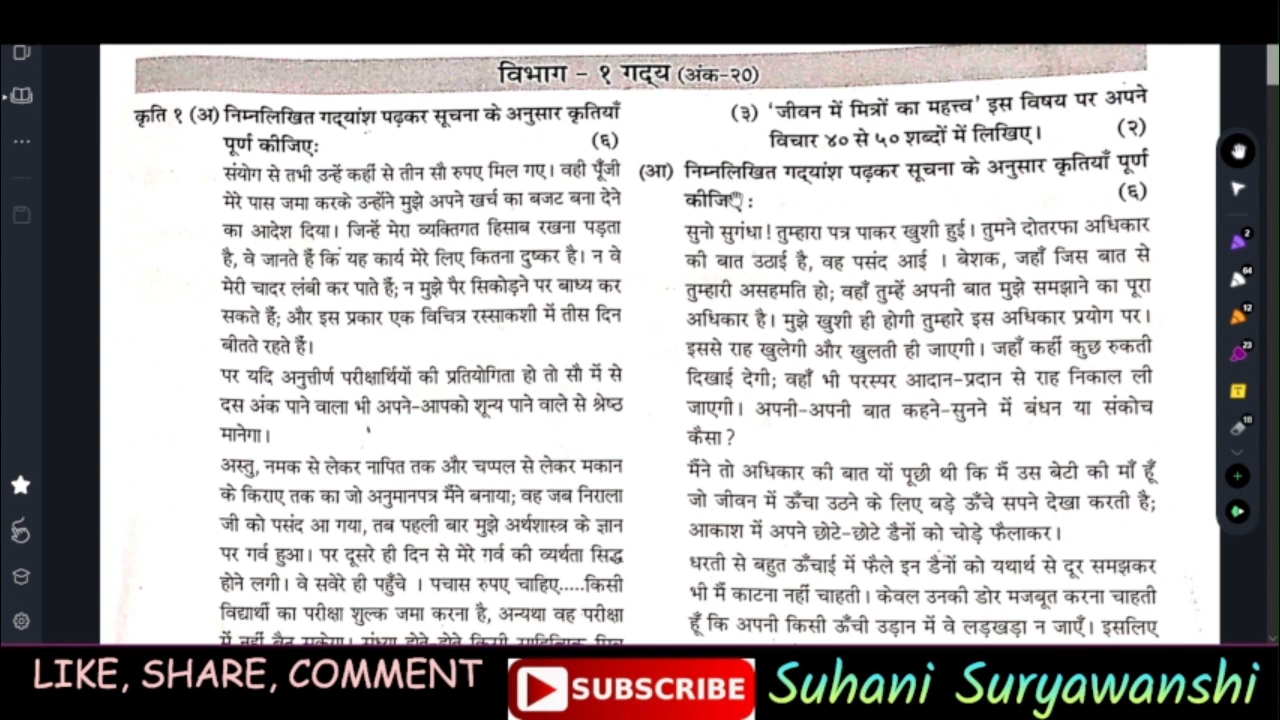 विभाग - १ गद्य (अंक-२०)
कृति १ (अ) निम्नलिखित गद्यांश पढ़कर सूचना के अनुसार कृतियाँ
पूर्ण कीजिए: (६)
संयोग से तभी उन्हें कहीं से तीन सौ रुपए मिल गए। वही पूँजी
मेरे पास जमा करके उन्होंने मुझे अपने खर्च का बजट बना देने
का आदेश दिया। जिन्हें मेरा व्यक्तिगत हिसाब रखना पड़ता
है, वे जानते हैं कि यह कार्य मेरे लिए कितना दुष्कर है। न वे
मेरी चादर लंबी कर पाते हैं; न मुझे पैर सिकोड़ने पर बाध्य कर
सकते हैं; और इस प्रकार एक विचित्र रस्साकशी में तीस दिन
बीतते रहते हैं।
पर यदि अनुत्तीर्ण परीक्षार्थियों की प्रतियोगिता हो तो सौ में से
दस अंक पाने वाला भी अपने-आपको शून्य पाने वाले से श्रेष्ठ
मानेगा।
अस्तु, नमक से लेकर नापित तक और चप्पल से लेकर मकान
के किराए तक का जो अनुमानपत्र मैंने बनाया; वह जब निराला
जी को पसंद आ गया, तब पहली बार मुझे अर्थशास्त्र के ज्ञान
पर गर्व हुआ। पर दूसरे ही दिन से मेरे गर्व की व्यर्थता सिद्ध
होने लगी। वे सवेरे ही पहुँचे । पचास रुपए चाहिए.....किसी
विद्यार्थी का परीक्षा शुल्क जमा करना है, अन्यथा वह परीक्षा
में नहीं बैठ सकेगा। संध्या होते-होते किसी साहित्यिक मित्र
(३) 'जीवन में मित्रों का महत्त्व' इस विषय पर अपने
विचार ४० से ५० शब्दों में लिखिए। (२)
(आ) निम्नलिखित गद्यांश पढ़कर सूचना के अनुसार कृतियाँ पूर्ण
कीजिए : (६)
सुनो सुगंधा! तुम्हारा पत्र पाकर खुशी हुई। तुमने दोतरफा अधिकार
की बात उठाई है, वह पसंद आई । बेशक, जहाँ जिस बात से
तुम्हारी असहमति हो; वहाँ तुम्हें अपनी बात मुझे समझाने का पूरा
अधिकार है। मुझे खुशी ही होगी तुम्हारे इस अधिकार प्रयोग पर।
इससे राह खुलेगी और खुलती ही जाएगी। जहाँ कहीं कुछ रुकती
दिखाई देगी; वहाँ भी परस्पर आदान-प्रदान से राह निकाल ली
जाएगी। अपनी-अपनी बात कहने-सुनने में बंधन या संकोच
कैसा?
मैंने तो अधिकार की बात यों पूछी थी कि मैं उस बेटी की माँ हूँ
जो जीवन में ऊँचा उठने के लिए बड़े ऊँचे सपने देखा करती है;
आकाश में अपने छोटे-छोटे डैनों को चोड़े फैलाकर।
धरती से बहुत ऊँचाई में फैले इन डैनों को यथार्थ से दूर समझकर
भी मैं काटना नहीं चाहती। केवल उनकी डोर मजबूत करना चाहती
हूँ कि अपनी किसी ऊँची उड़ान में वे लड़खड़ा न जाएँ। इसलिए
2
64
12
23
T
10
LIKE, SHARE, COMMENT
SUBSCRIBE
Suhani Suryawanshi